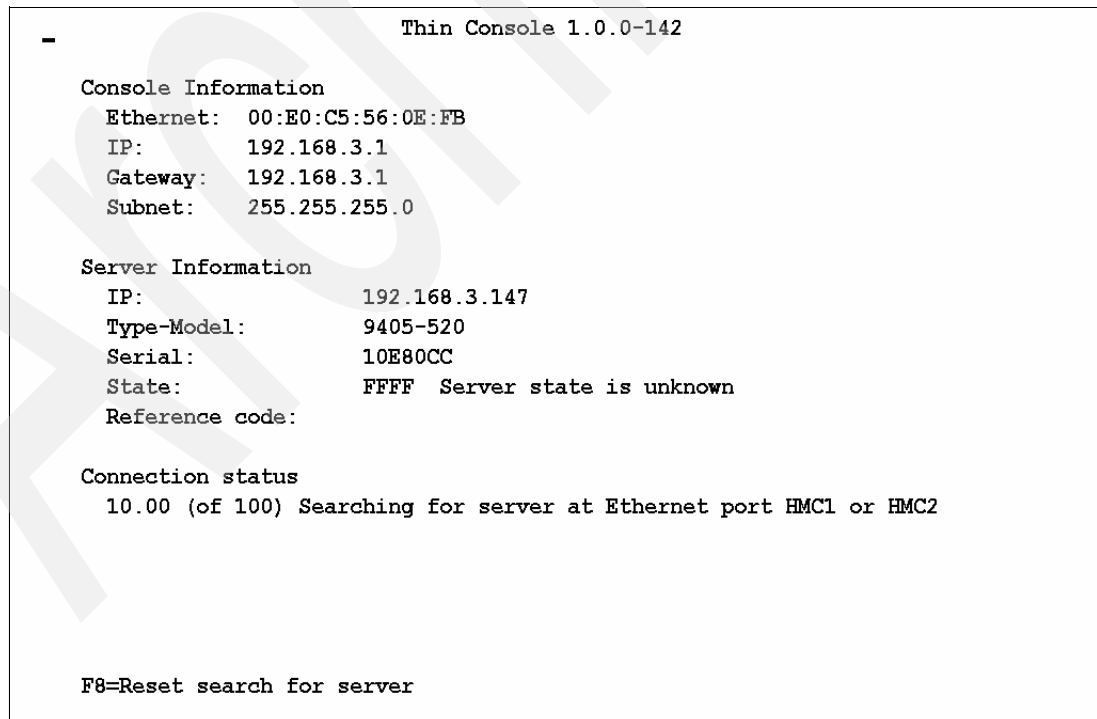 Thin Console 1.0.0-142
Console Information
Ethernet: 00:E0:C5:56:0E:FB
IP: 192.168.3.1
Gateway: 192.168.3.1
Subnet: 255.255.255.0
Server Information
IP: 192.168.3.147
Type-Model: 9405-520
Serial: 10E80CC
State: FFFF Server state is unknown
Reference code:
Connection status
10.00 (of 100) Searching for server at Ethernet port HMC1 or HMC2
F8=Reset search for server